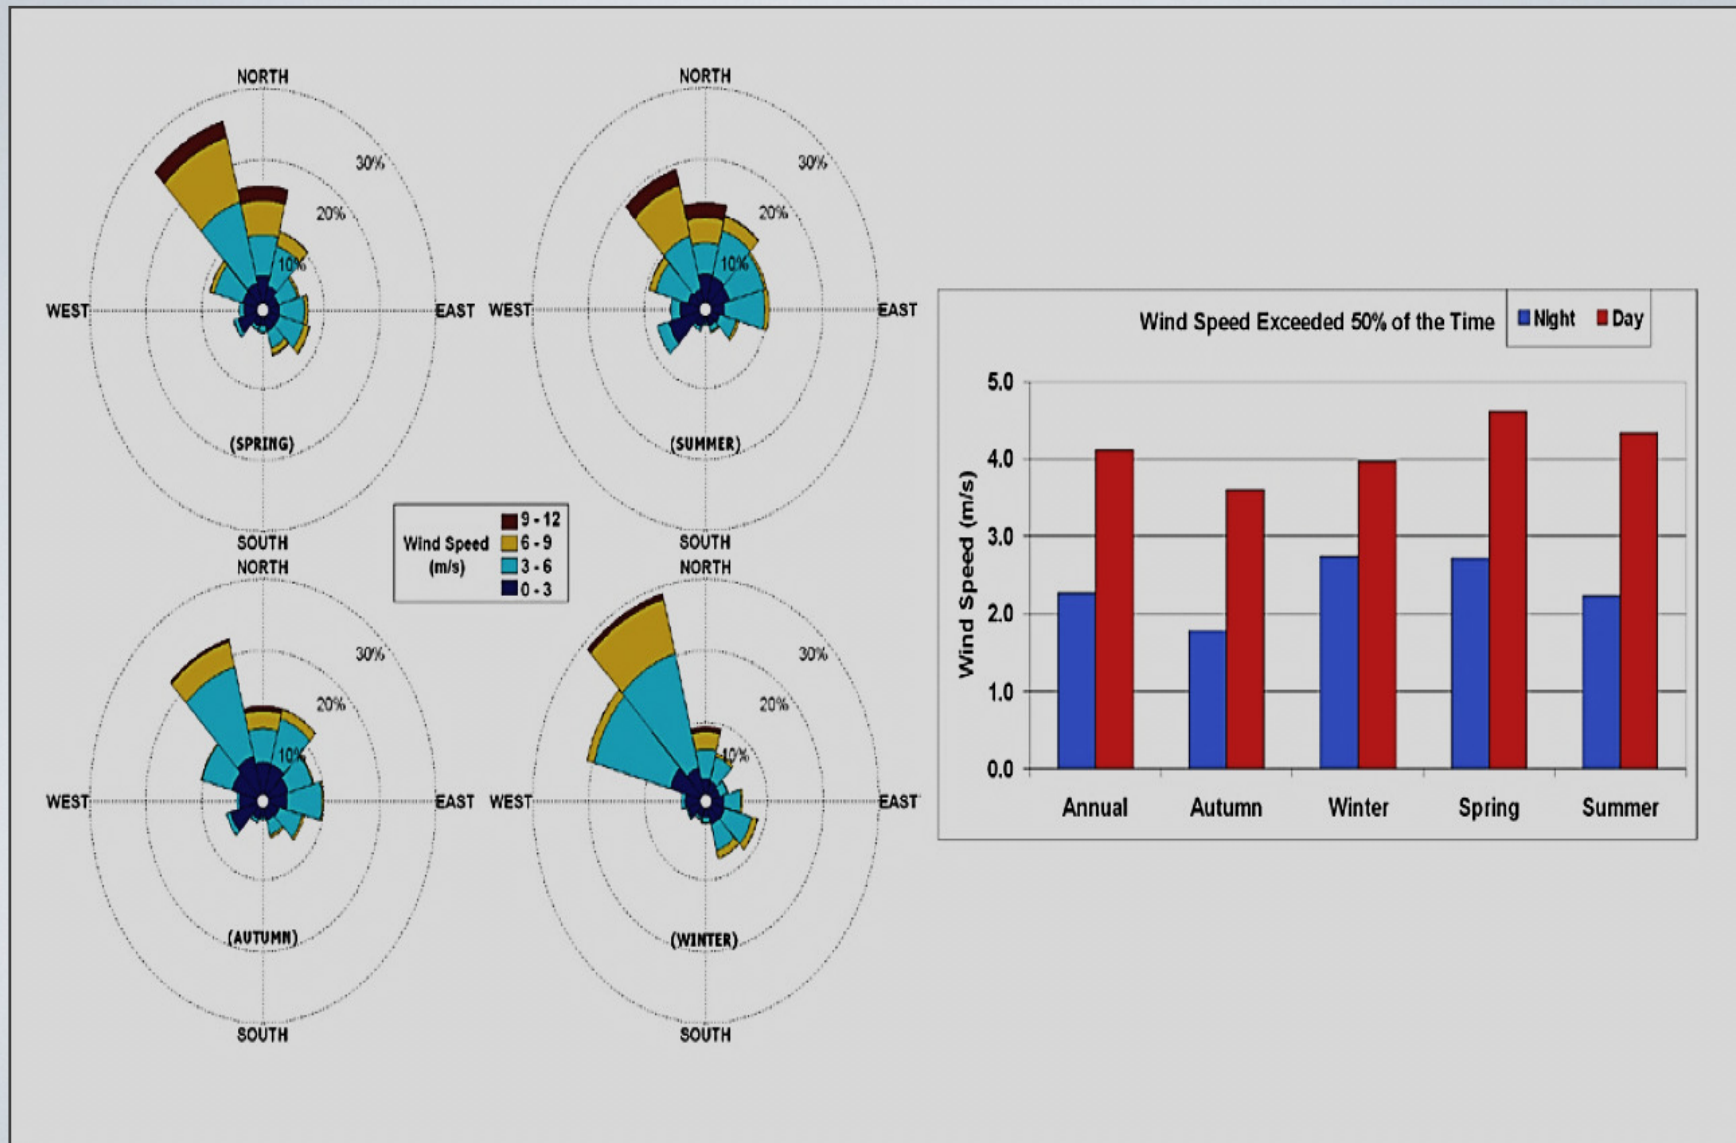 NORTH
30%
20%
10%
WEST
EAST
(SPRING)
SOUTH
NORTH
30%
20%
10%
WEST
EAST
(SUMMER)
SOUTH
Wind Speed
(m/s)
9 - 12
6 - 9
3 - 6
0 - 3
NORTH
30%
20%
10%
WEST
EAST
(AUTUMN)
SOUTH
NORTH
30%
20%
10%
WEST
EAST
(WINTER)
SOUTH
Wind Speed Exceeded 50% of the Time
Night Day
Wind Speed (m/s)
5.0
4.0
3.0
2.0
1.0
0.0
Annual Autumn Winter Spring Summer